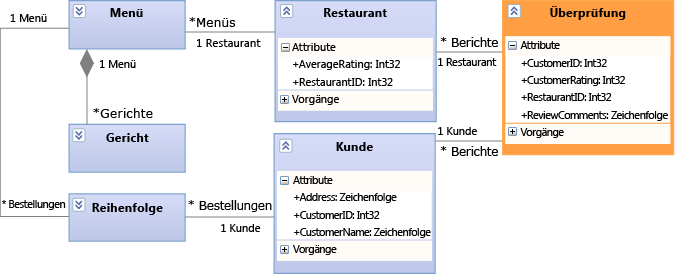 1 Menü
Menü
*Menüs
1 Restaurant
1 Menü
*Gerichte
Gericht
Restaurant
Attribute
+AverageRating: Int32
+RestaurantID: Int32
Vorgänge
* Berichte
1 Restaurant
Überprüfung
Attribute
+CustomerID: Int32
+CustomerRating: Int32
+RestaurantID: Int32
+ReviewComments: Zeichenfolge
Vorgänge
1 Kunde
* Berichte
Kunde
Attribute
+Address: Zeichenfolge
+CustomerID: Int32
+CustomerName: Zeichenfolge
Vorgänge
* Bestellungen
Reihenfolge
* Bestellungen
1 Kunde